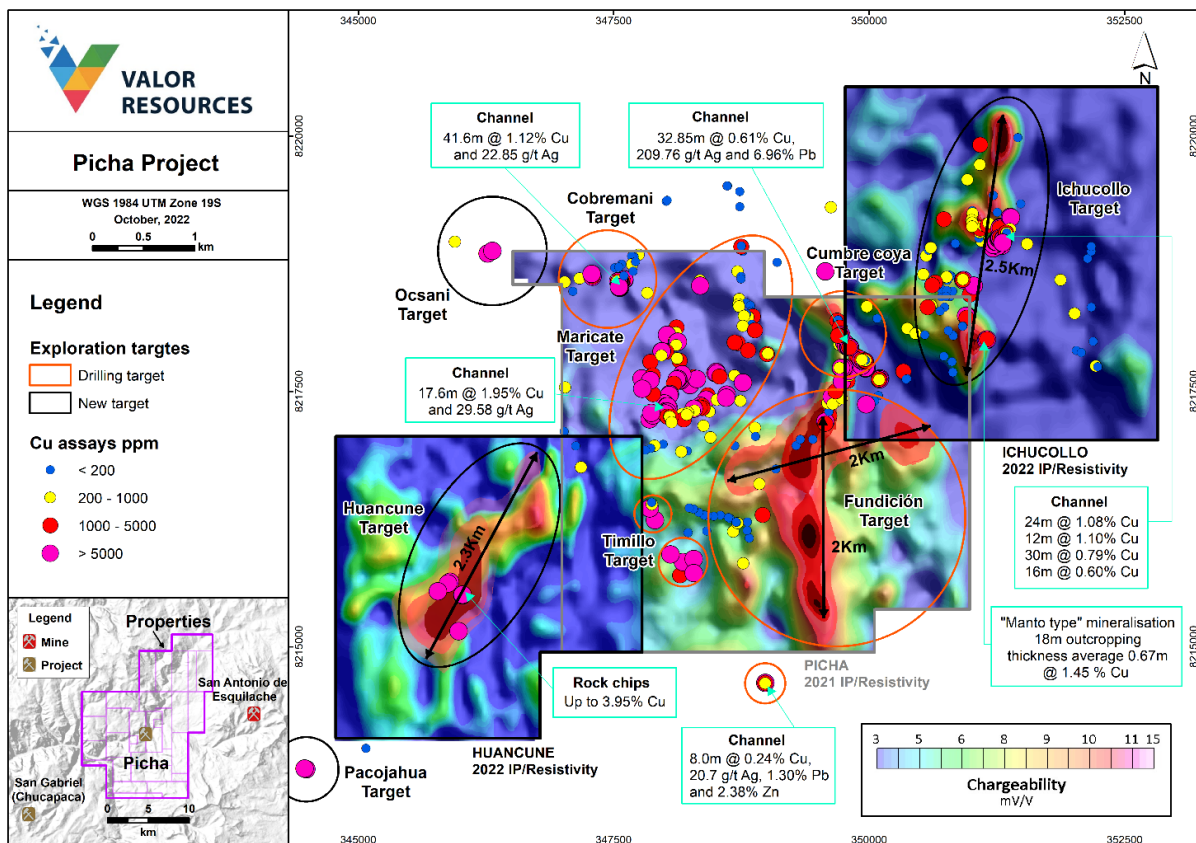 VALOR
RESOURCES
Picha Project
WGS 1984 UTM Zone 19S
October, 2022
0 0.5 1
km
Legend
Exploration targtes
Drilling target
New target
Cu assays ppm
< 200
200 - 1000
1000 - 5000
> 5000
Legend
Mine
Project
Properties
San Antonio de
Esquilache
Picha
San Gabriel
(Chucapaca)
0 5 10
km
345000
347500
350000
352500
8220000
8217500
8215000
8220000
8217500
8215000
345000
347500
350000
352500
N
Channel
41.6m @ 1.12% Cu
and 22.85 g/t Ag
Channel
32.85m @ 0.61% Cu,
209.76 g/t Ag and 6.96% Pb
Cobremani
Target
Ichucollo
Target
Cumbre coya
Target
2.5Km
Ocsani
Target
Maricate
Target
Channel
17.6m @ 1.95% Cu
and 29.58 g/t Ag
2Km
Fundición
Target
2Km
Huancune
Target
2.3Km
Timillo
Target
ICHUCOLLO
2022 IP/Resistivity
Channel
24m @ 1.08% Cu
12m @ 1.10% Cu
30m @ 0.79% Cu
16m @ 0.60% Cu
"Manto type" mineralisation
18m outcropping
thickness average 0.67m
@ 1.45 % Cu
PICHA
2021 IP/Resistivity
Rock chips
Up to 3.95% Cu
HUANCUNE
2022 IP/Resistivity
Pacojahua
Target
Channel
8.0m @ 0.24% Cu,
20.7 g/t Ag, 1.30% Pb
and 2.38% Zn
3 4 5 6 8 9 10 11 15
Chargeability
mV/V